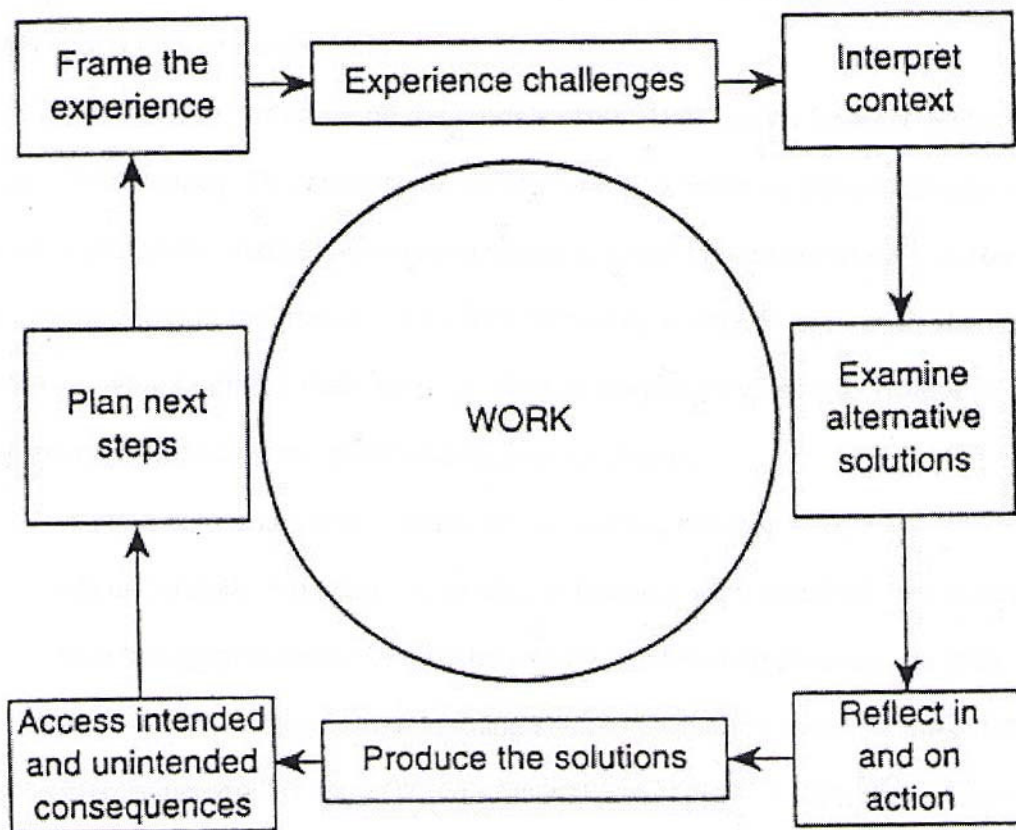 Frame the
experience
Experience challenges
Interpret
context
Plan next
steps
WORK
Examine
alternative
solutions
Access intended
and unintended
consequences
Produce the solutions
Reflect in
and on
action